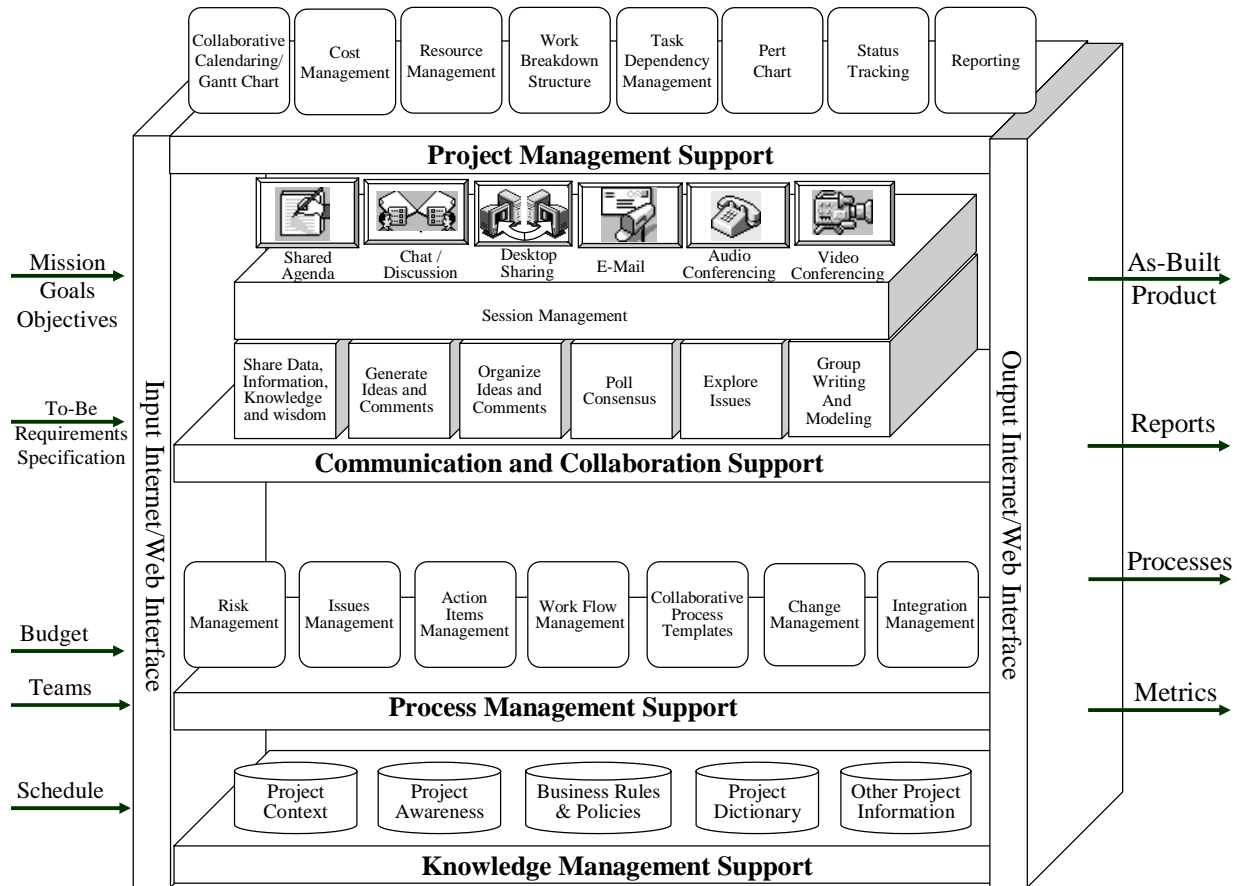 Collaborative
Calendaring/
Gantt Chart
Cost
Management
Resource
Management
Work
Breakdown
Structure
Task
Dependency
Management
Pert
Chart
Status
Tracking
Reporting
Project Management Support
Shared
Agenda
Chat /
Discussion
Desktop
Sharing
E-Mail
Audio
Conferencing
Video
Conferencing
Session Management
Share Data,
Information,
Knowledge
and wisdom
Generate
Ideas and
Comments
Organize
Ideas and
Comments
Poll
Consensus
Explore
Issues
Group
Writing
And
Modeling
Communication and Collaboration Support
Risk
Management
Issues
Management
Action
Items
Management
Work Flow
Management
Collaborative
Process
Templates
Change
Management
Integration
Management
Process Management Support
Project
Context
Project
Awareness
Business Rules
& Policies
Project
Dictionary
Other Project
Information
Knowledge Management Support
Input Internet/Web Interface
Output Internet/Web Interface
Mission
Goals
Objectives
To-Be
Requirements
Specification
Budget
Teams
Schedule
As-Built
Product
Reports
Processes
Metrics